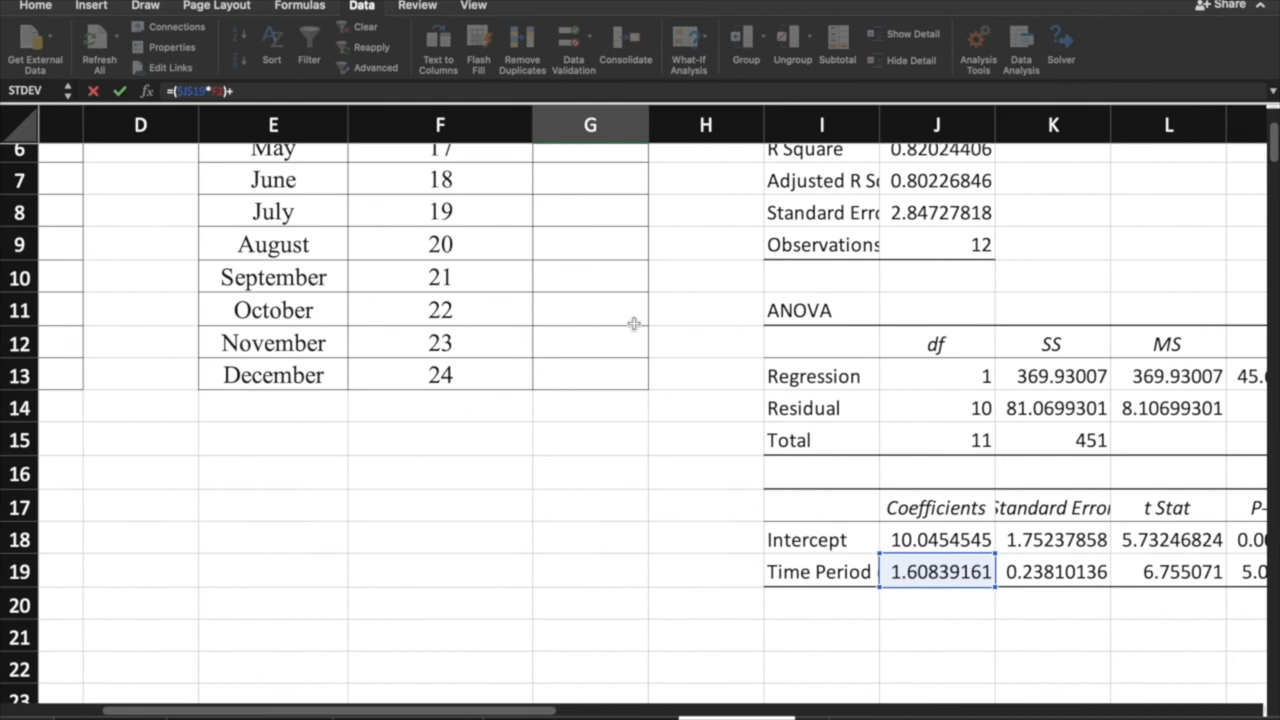 Home Insert Draw Page Layout Formulas Data Review View Share
Get External Data
Refresh All
Connections
Properties
Edit Links
Sort
Filter
Clear
Reapply
Advanced
Text to Columns
Flash Fill
Remove Duplicates
Data Validation
Consolidate
What-If Analysis
Group
Ungroup
Subtotal
Show Detail
Hide Detail
Analysis Tools
Data Analysis
Solver
STDEV fx =($J$19*F2)+
D E F G H I J K L
6 May 17 R Square 0.82024406
7 June 18 Adjusted R Sq 0.80226846
8 July 19 Standard Erro 2.84727818
9 August 20 Observations 12
10 September 21
11 October 22 ANOVA
12 November 23 df SS MS
13 December 24 Regression 1 369.93007 369.93007 45.6
14 Residual 10 81.0699301 8.10699301
15 Total 11 451
16
17 Coefficients Standard Error t Stat P-
18 Intercept 10.0454545 1.75237858 5.73246824 0.00
19 Time Period 1.60839161 0.23810136 6.755071 5.0
20
21
22
23